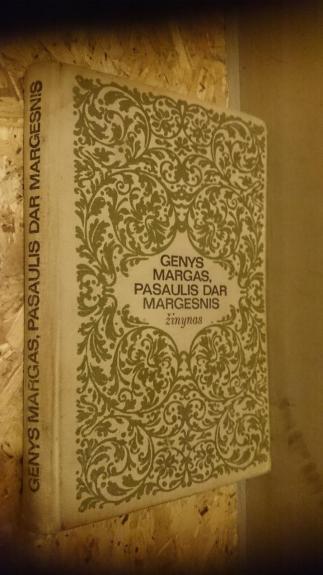 GENYS MARGAS, PASAULIS DAR MARGESNIS
GENYS
MARGAS,
PASAULIS DAR
MARGESNIS
žinynas